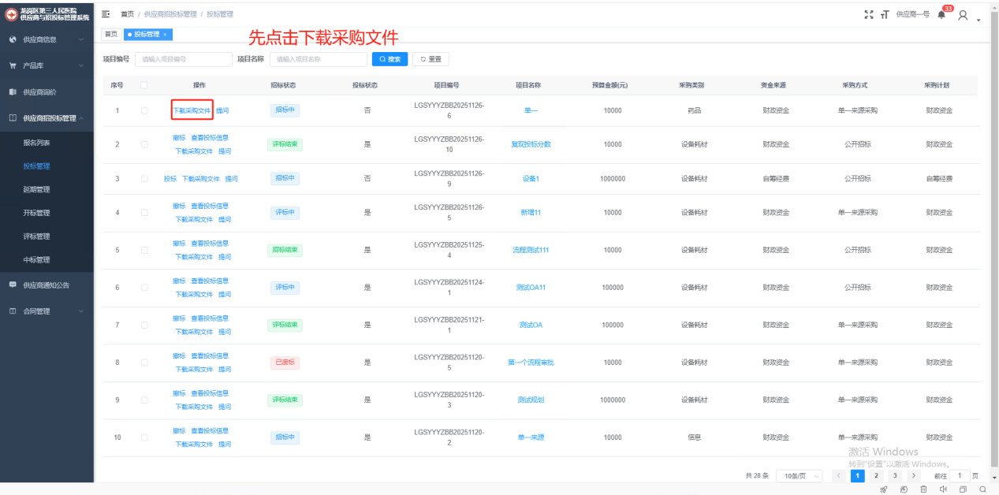 龙岗区第三人民医院
供应商与招投标管理系统
首页 / 供应商招投标管理 / 投标管理
供应商一号
33
首页
投标管理 ×
先点击下载采购文件
供应商信息
产品库
供应商询价
供应商招投标管理
报名列表
投标管理
延期管理
开标管理
评标管理
中标管理
供应商通知公告
合同管理
项目编号 请输入项目编号 项目名称 请输入项目名称 搜索 重置
序号 操作 招标状态 投标状态 项目编号 项目名称 预算金额(元) 采购类别 资金来源 采购方式 采购计划
1 下载采购文件 提问 招标中 否 LGSYYYZBB20251126-6 单一 10000 药品 财政资金 单一来源采购 财政资金
2 撤标 查看投标信息 下载采购文件 提问 评标结束 是 LGSYYYZBB20251126-10 复现投标分数 10000 设备耗材 财政资金 公开招标 财政资金
3 投标 下载采购文件 提问 招标中 否 LGSYYYZBB20251126-9 设备1 1000000 设备耗材 自筹经费 公开招标 自筹经费
4 撤标 查看投标信息 下载采购文件 提问 评标中 是 LGSYYYZBB20251126-5 新增11 10000 设备耗材 财政资金 单一来源采购 财政资金
5 撤标 查看投标信息 下载采购文件 提问 招标结束 是 LGSYYYZBB20251125-4 流程测试111 10000 设备耗材 财政资金 公开招标 财政资金
6 撤标 查看投标信息 下载采购文件 提问 评标中 是 LGSYYYZBB20251124-1 测试OA11 100000 设备耗材 财政资金 公开招标 财政资金
7 撤标 查看投标信息 下载采购文件 提问 评标结束 是 LGSYYYZBB20251121-1 测试OA 100000 设备耗材 财政资金 单一来源采购 财政资金
8 撤标 查看投标信息 下载采购文件 提问 已废标 是 LGSYYYZBB20251120-5 第一个流程审批 10000 设备耗材 财政资金 单一来源采购 财政资金
9 撤标 查看投标信息 下载采购文件 提问 评标结束 是 LGSYYYZBB20251120-3 测试规划 1000000 设备耗材 财政资金 单一来源采购 财政资金
10 撤标 查看投标信息 下载采购文件 提问 招标中 是 LGSYYYZBB20251120-2 单一来源 10000 信息 财政资金 单一来源采购 财政资金
激活 Windows
转到"设置"以激活 Windows。
共 28 条 10条/页 1 2 3 前往 1 页